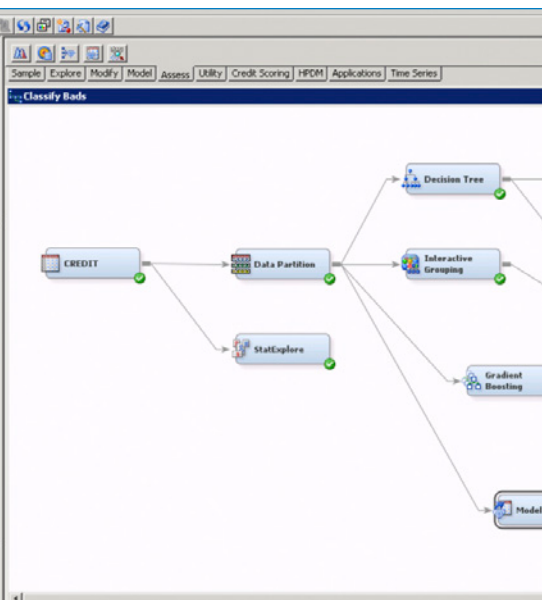 Sample Explore Modify Model Assess Utility Credit Scoring HPDM Applications Time Series
Classify Bads
Decision Tree
CREDIT
Data Partition
Interactive
Grouping
StatExplore
Gradient
Boosting
Model